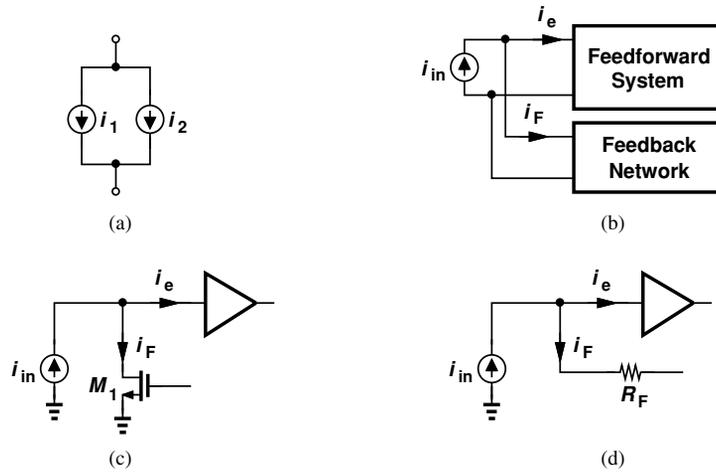 i1
i2
(a)
iin
ie
Feedforward
System
iF
Feedback
Network
(b)
ie
iin
iF
M1
(c)
ie
iin
iF
RF
(d)